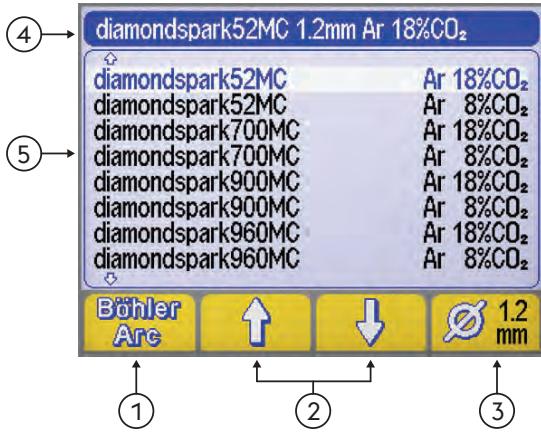 4
diamondspark52MC 1.2mm Ar 18%CO₂
5
diamondspark52MC Ar 18%CO₂
diamondspark52MC Ar 8%CO₂
diamondspark700MC Ar 18%CO₂
diamondspark700MC Ar 8%CO₂
diamondspark900MC Ar 18%CO₂
diamondspark900MC Ar 8%CO₂
diamondspark960MC Ar 18%CO₂
diamondspark960MC Ar 8%CO₂
Böhler
Arc
Ø 1.2
mm
1 2 3